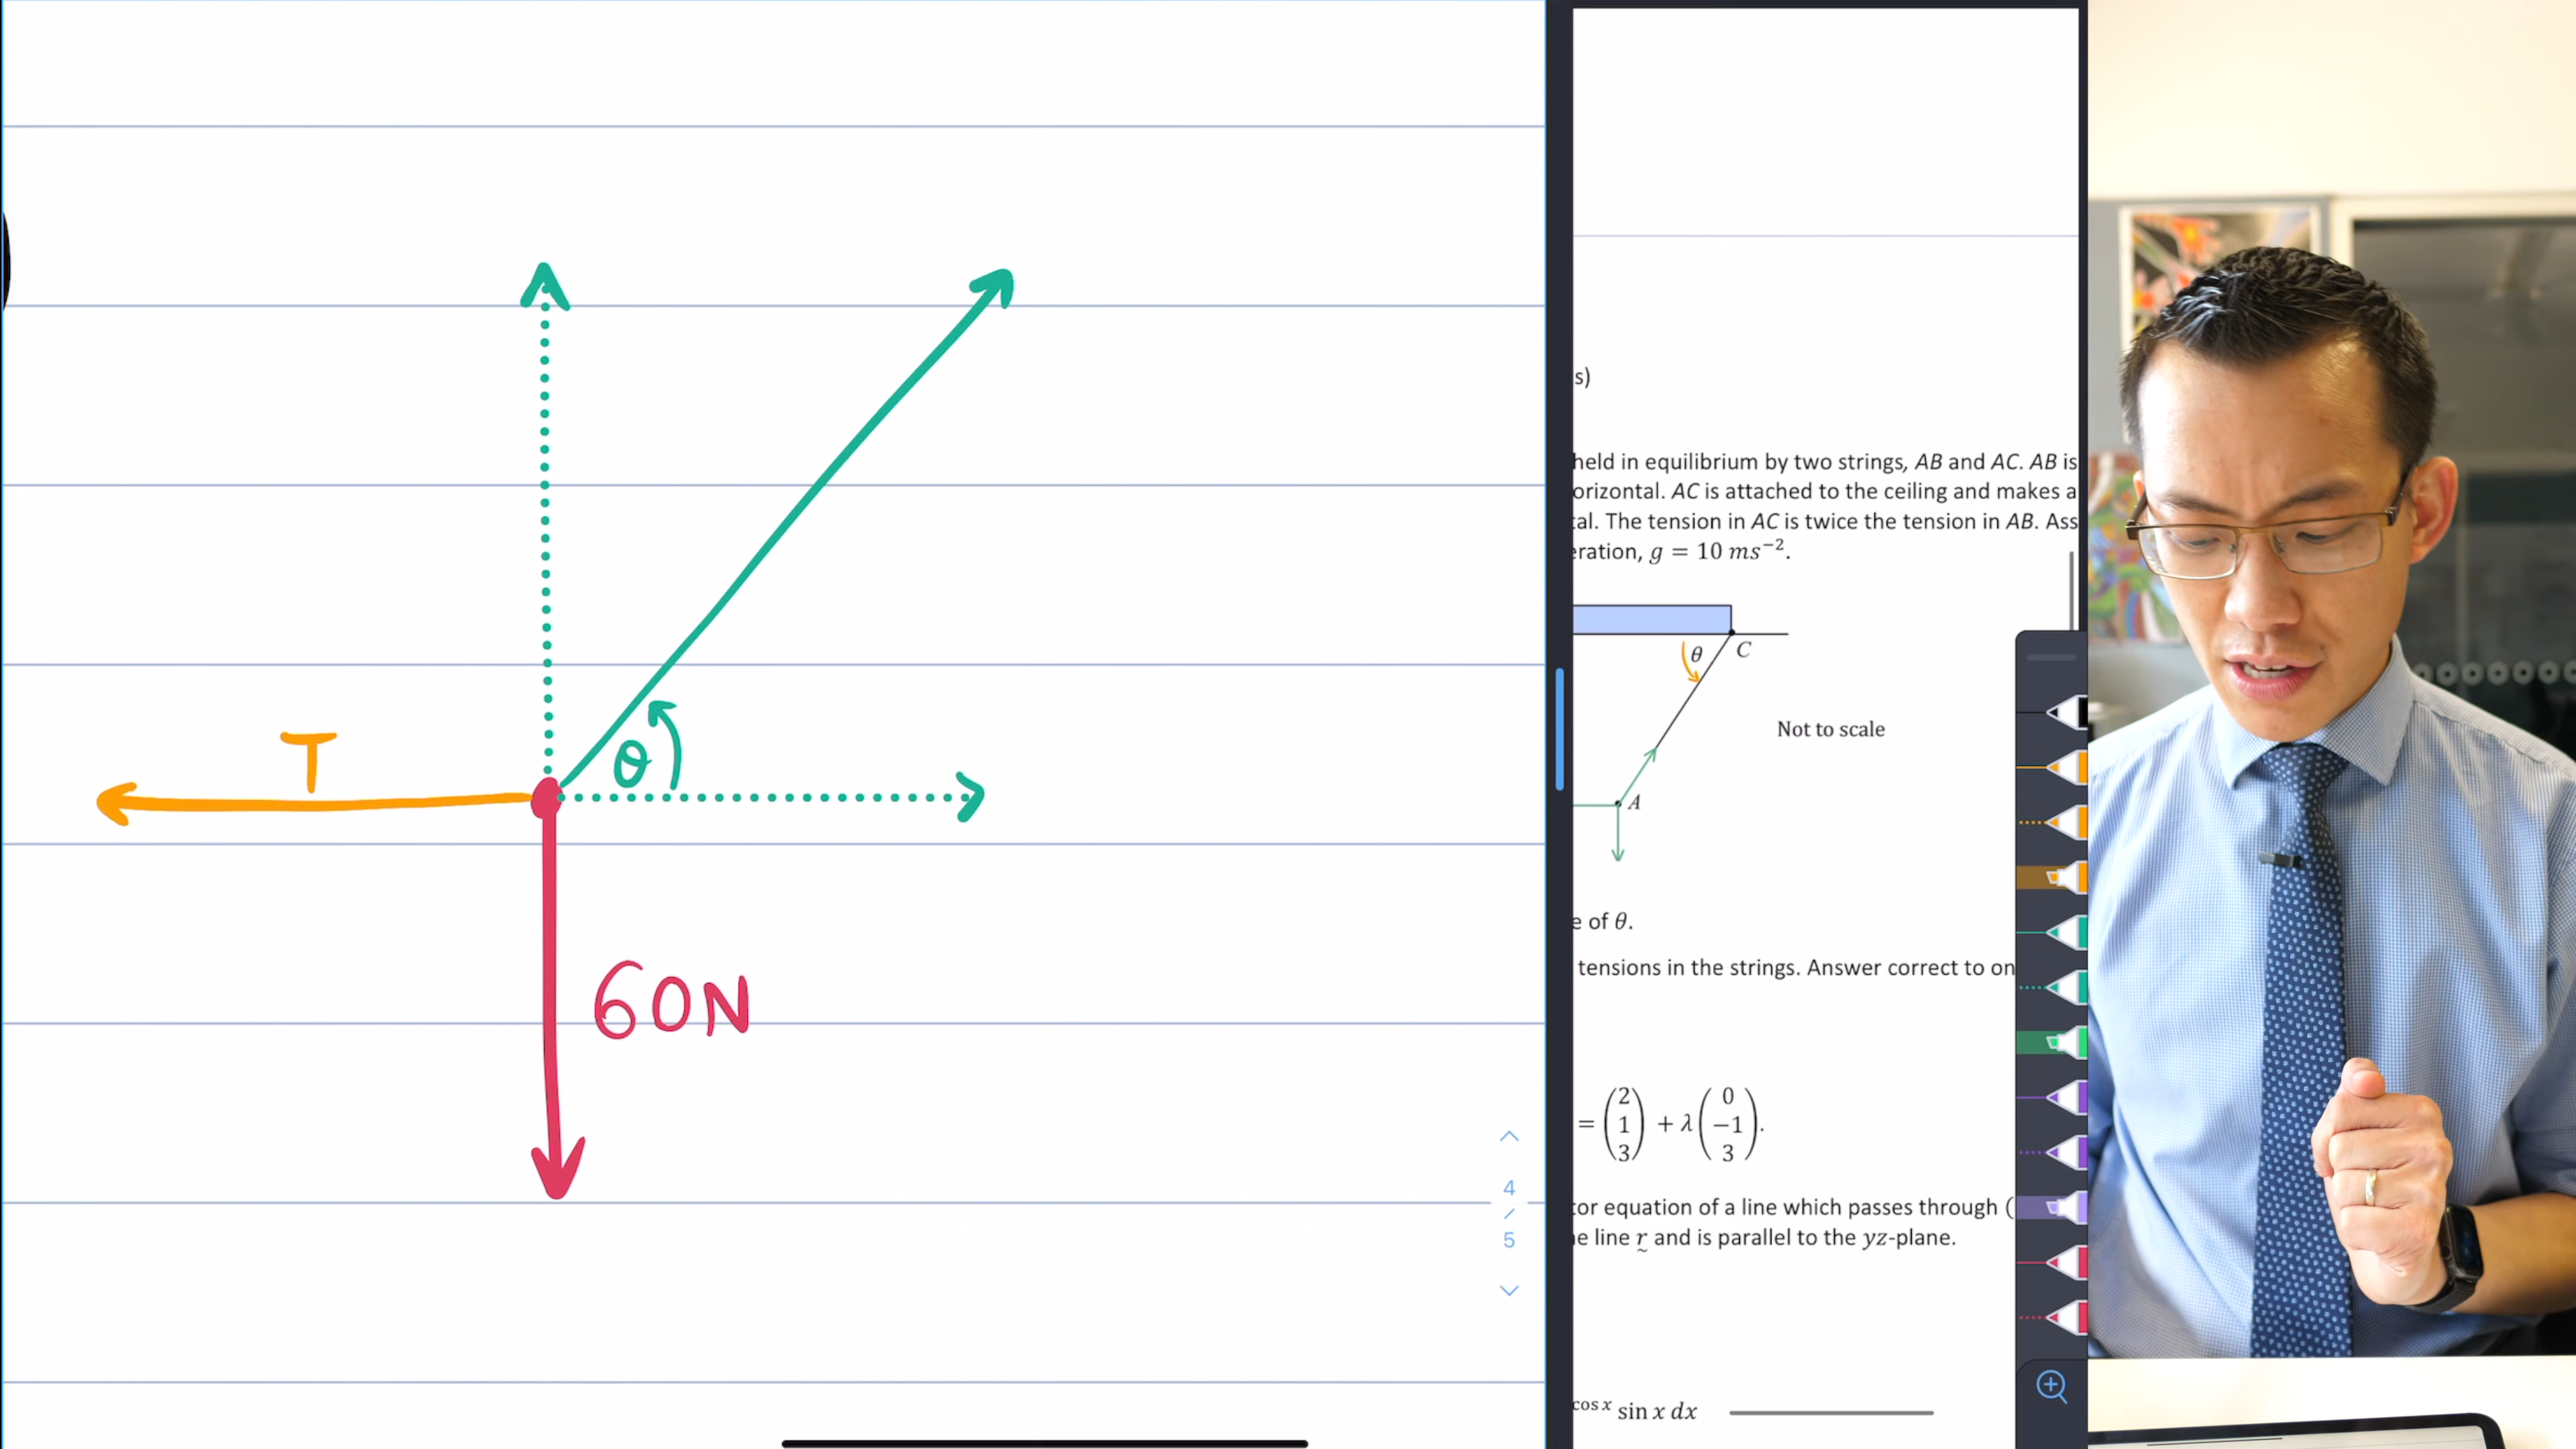 T
θ
60N
4
/
5
s)
held in equilibrium by two strings, AB and AC. AB is
orizontal. AC is attached to the ceiling and makes a
tal. The tension in AC is twice the tension in AB. Ass
eration, g = 10 ms⁻².
θ C
Not to scale
A
e of θ.
tensions in the strings. Answer correct to on
= (2 1 3) + λ (0 −1 3).
tor equation of a line which passes through (
e line r̰ and is parallel to the yz-plane.
cos x sin x dx